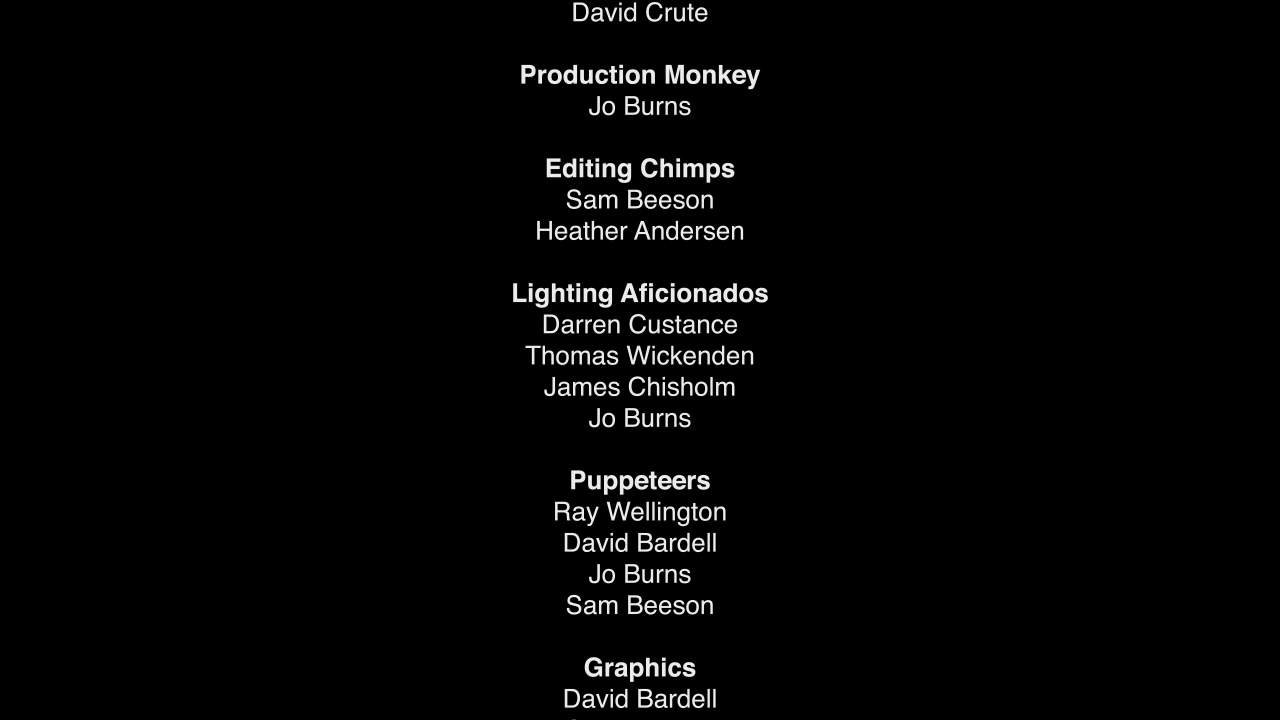 David Crute
Production Monkey
Jo Burns
Editing Chimps
Sam Beeson
Heather Andersen
Lighting Aficionados
Darren Custance
Thomas Wickenden
James Chisholm
Jo Burns
Puppeteers
Ray Wellington
David Bardell
Jo Burns
Sam Beeson
Graphics
David Bardell